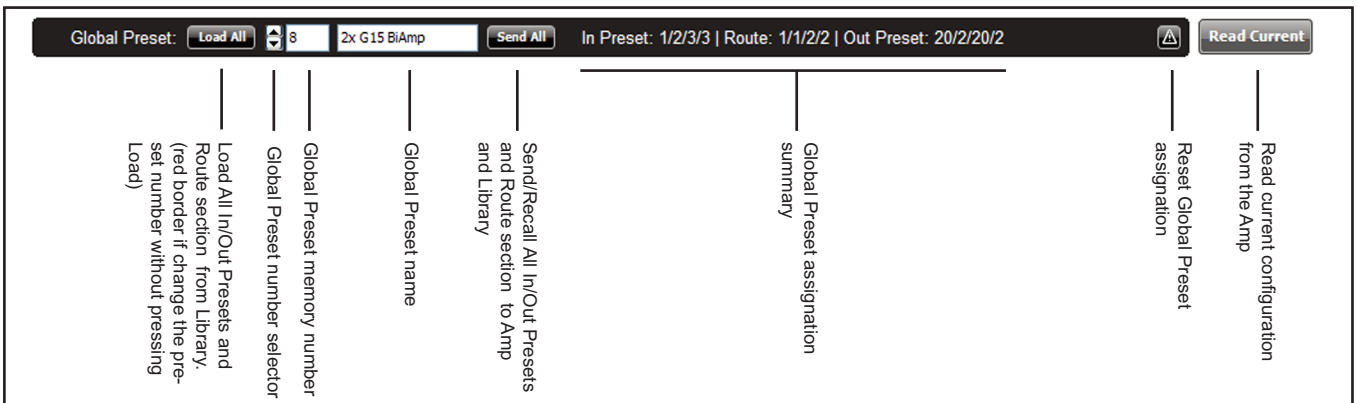 Global Preset: Load All 8 2x G15 BiAmp Send All In Preset: 1/2/3/3 | Route: 1/1/2/2 | Out Preset: 20/2/20/2 Read Current
Load All In/Out Presets and
Route section from Library.
(red border if change the pre-
set number without pressing
Load)
Global Preset number selector
Global Preset memory number
Global Preset name
Send/Recall All In/Out Presets
and Route section to Amp
and Library
Global Preset assignation
summary
Reset Global Preset
assignation
Read current configuration
from the Amp